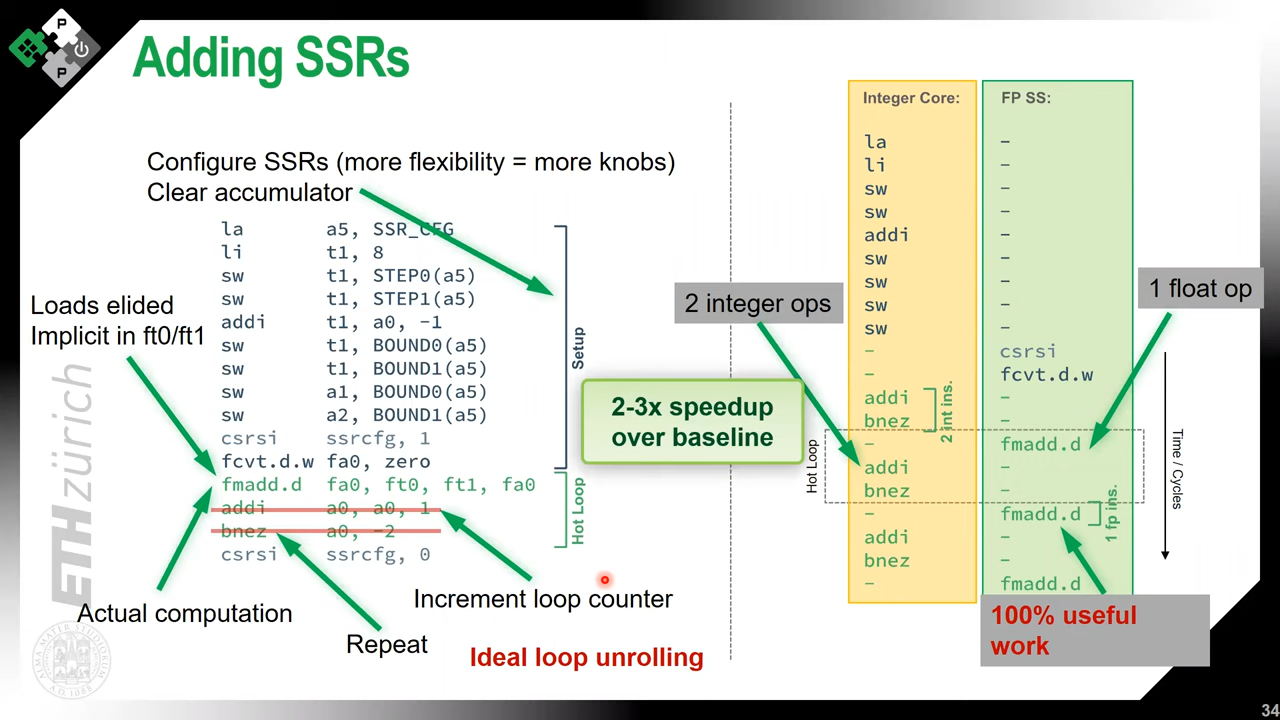 P
P
Adding SSRs
Configure SSRs (more flexibility = more knobs)
Clear accumulator
la a5, SSR_CFG
li t1, 8
sw t1, STEP0(a5)
sw t1, STEP1(a5)
addi t1, a0, -1
sw t1, BOUND0(a5)
sw t1, BOUND1(a5)
sw a1, BOUND0(a5)
sw a2, BOUND1(a5)
csrsi ssrcfg, 1
fcvt.d.w fa0, zero
fmadd.d fa0, ft0, ft1, fa0
addi a0, a0, 1
bnez a0, -2
csrsi ssrcfg, 0
Setup
Hot Loop
Loads elided
Implicit in ft0/ft1
Actual computation
Repeat
Increment loop counter
Ideal loop unrolling
2-3x speedup
over baseline
2 integer ops
1 float op
Integer Core:
la
li
sw
sw
addi
sw
sw
sw
sw
-
-
addi
bnez
-
addi
bnez
-
addi
bnez
-
2 int ins.
Hot Loop
FP SS:
-
-
-
-
-
-
-
-
-
csrsi
fcvt.d.w
-
-
fmadd.d
-
-
fmadd.d
-
-
fmadd.d
1 fp ins.
Time / Cycles
100% useful
work
ETH zürich
ALMA MATER STUDIORUM
A.D. 1088
34